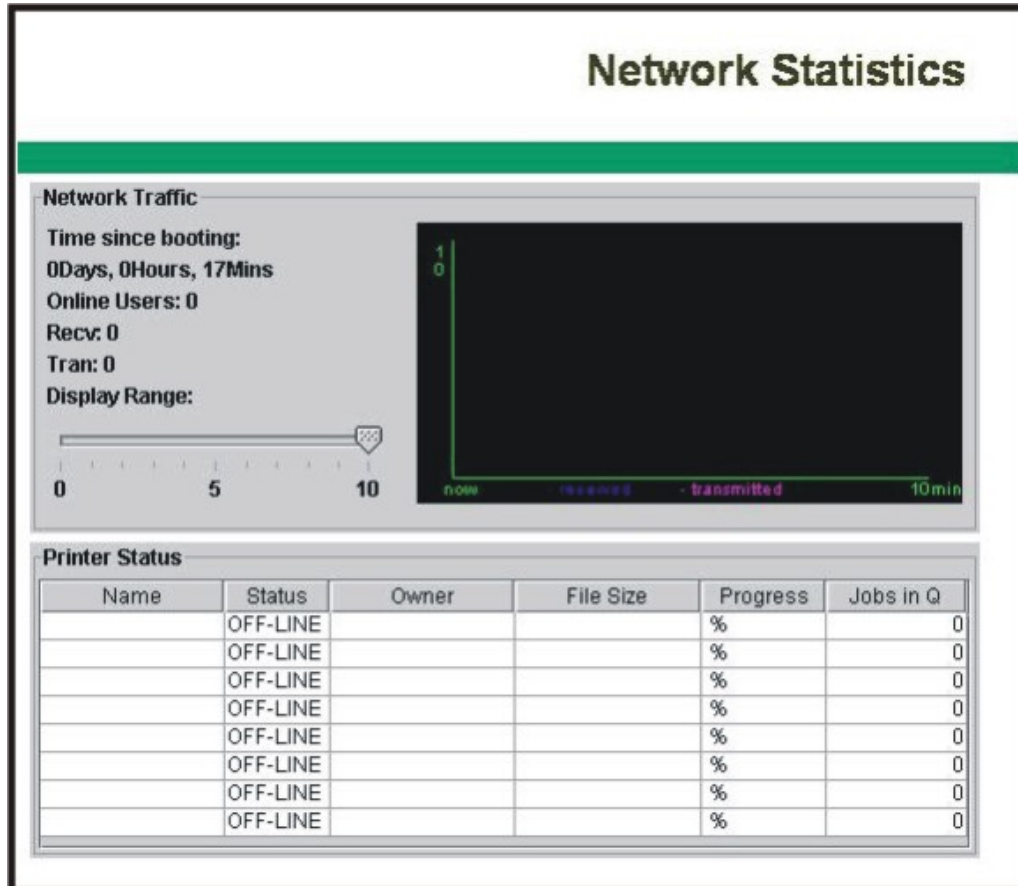 Network Statistics
Network Traffic
Time since booting:
0Days, 0Hours, 17Mins
Online Users: 0
Recv: 0
Tran: 0
Display Range:
0 5 10
1
0
now - received - transmitted 10min
Printer Status
Name Status Owner File Size Progress Jobs in Q
OFF-LINE % 0
OFF-LINE % 0
OFF-LINE % 0
OFF-LINE % 0
OFF-LINE % 0
OFF-LINE % 0
OFF-LINE % 0
OFF-LINE % 0